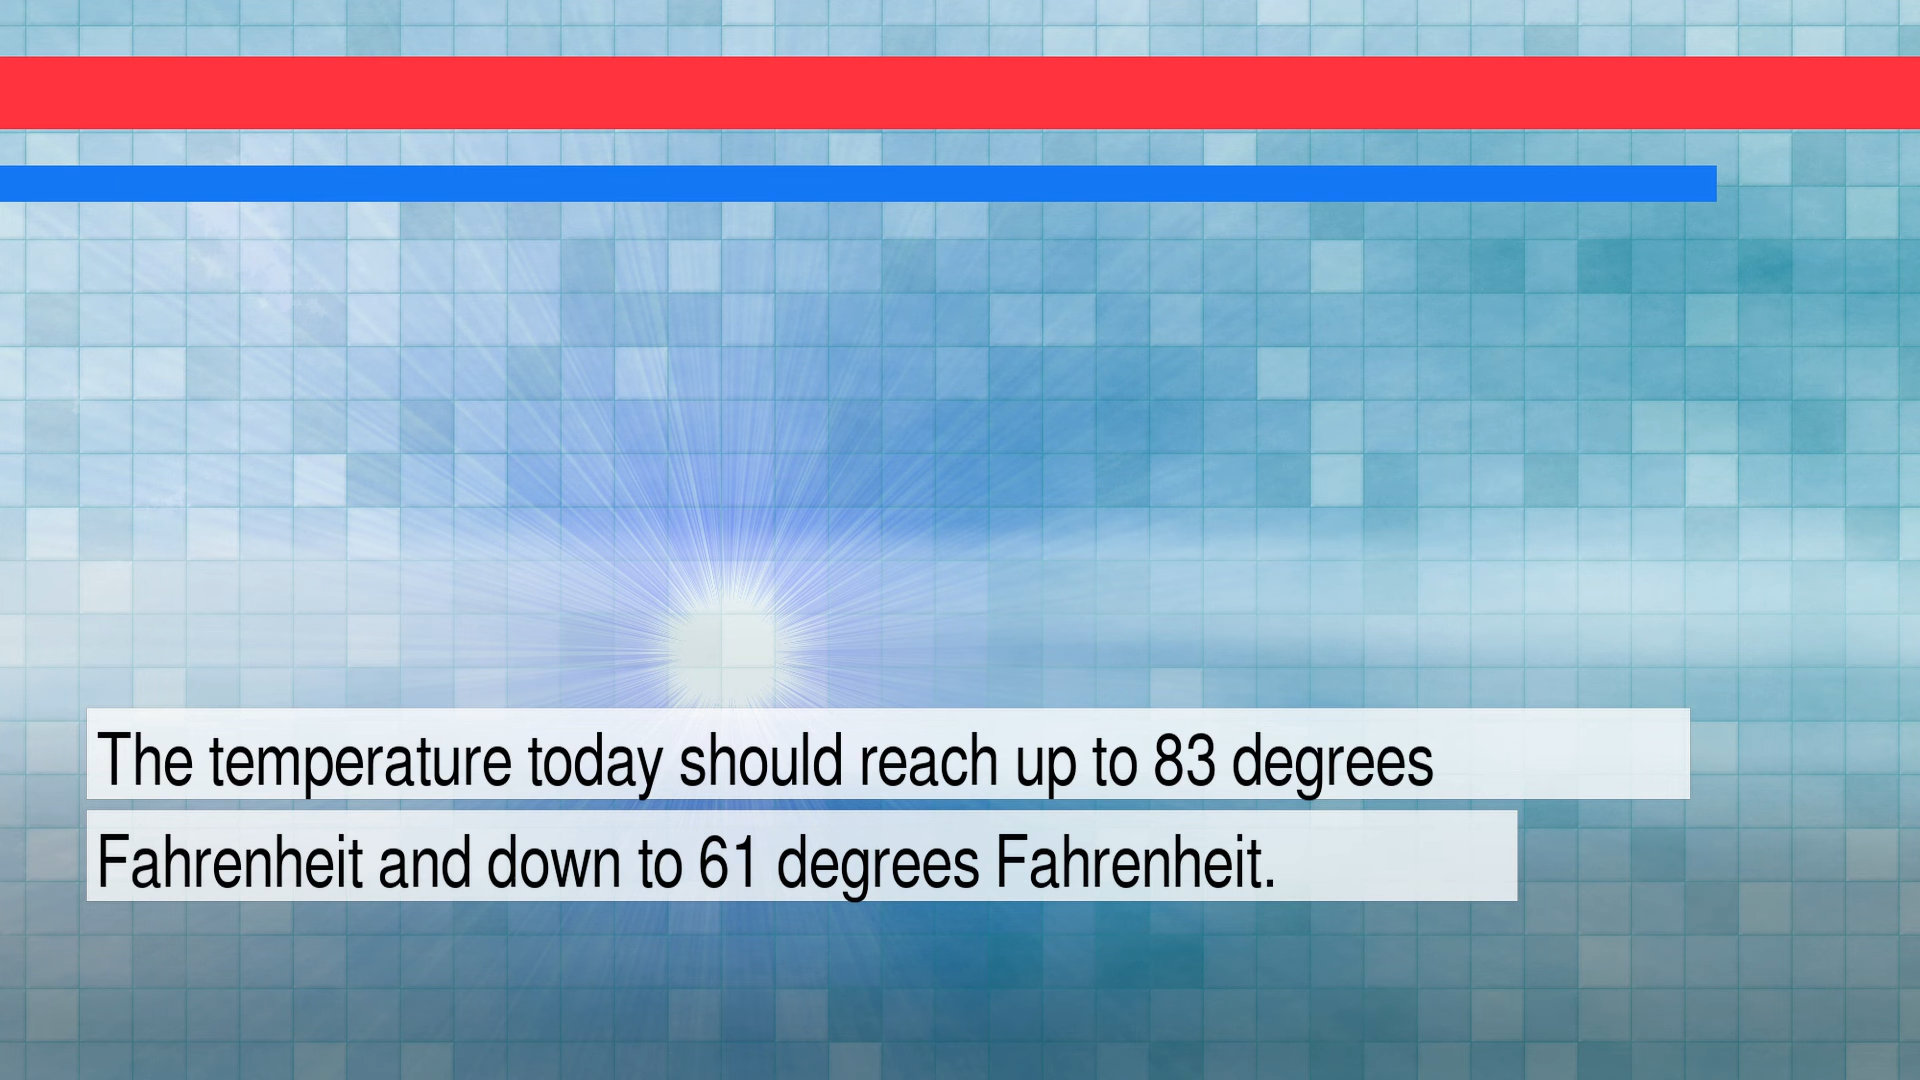 The temperature today should reach up to 83 degrees
Fahrenheit and down to 61 degrees Fahrenheit.